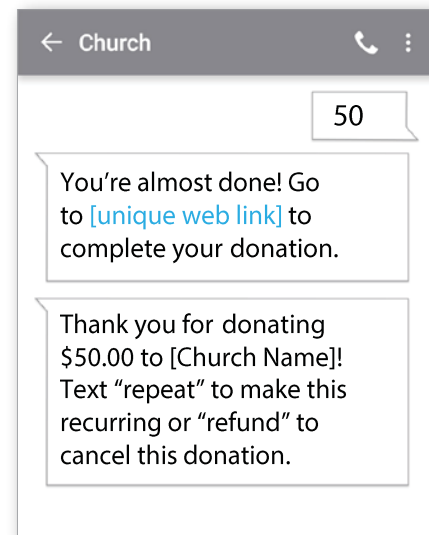 Church
50
You’re almost done! Go
to [unique web link] to
complete your donation.
Thank you for donating
$50.00 to [Church Name]!
Text “repeat” to make this
recurring or “refund” to
cancel this donation.